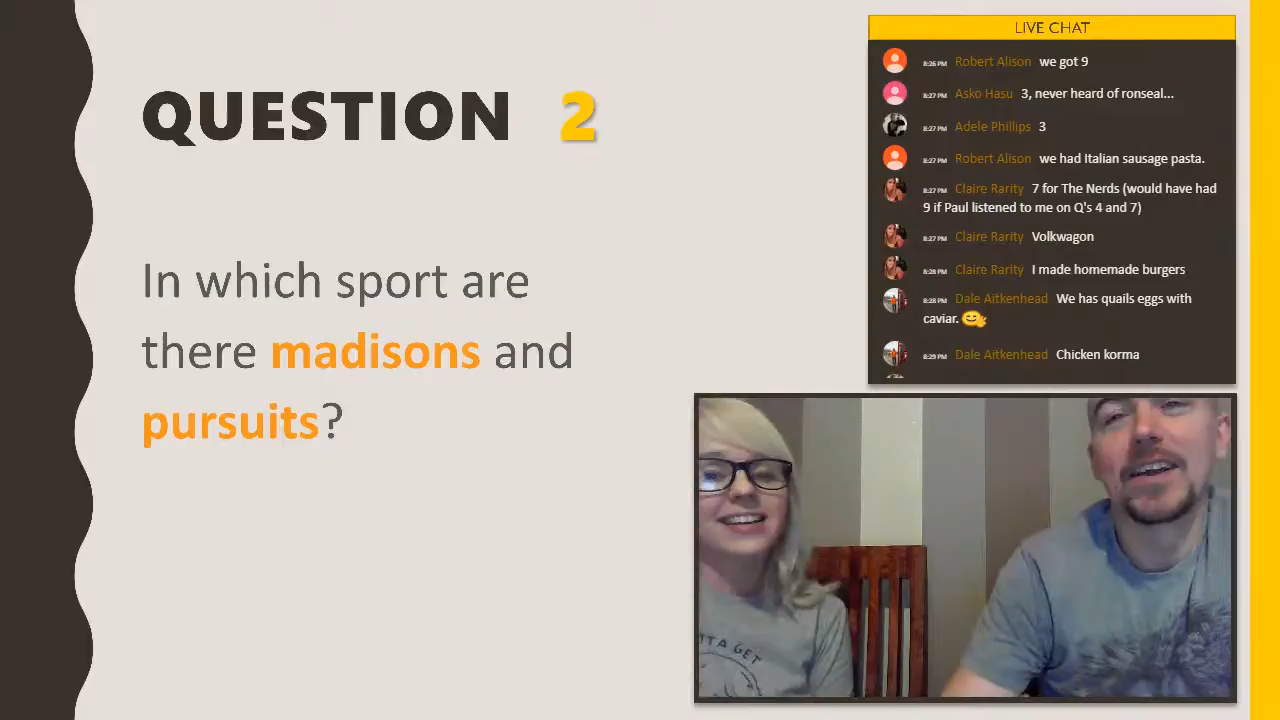 QUESTION 2
In which sport are
there madisons and
pursuits?
LIVE CHAT
8:26 PM Robert Alison we got 9
8:27 PM Asko Hasu 3, never heard of ronseal...
8:27 PM Adele Phillips 3
8:27 PM Robert Alison we had Italian sausage pasta.
8:27 PM Claire Rarity 7 for The Nerds (would have had
9 if Paul listened to me on Q's 4 and 7)
8:27 PM Claire Rarity Volkwagon
8:28 PM Claire Rarity I made homemade burgers
8:28 PM Dale Aitkenhead We has quails eggs with
caviar.
8:29 PM Dale Aitkenhead Chicken korma
TA GET